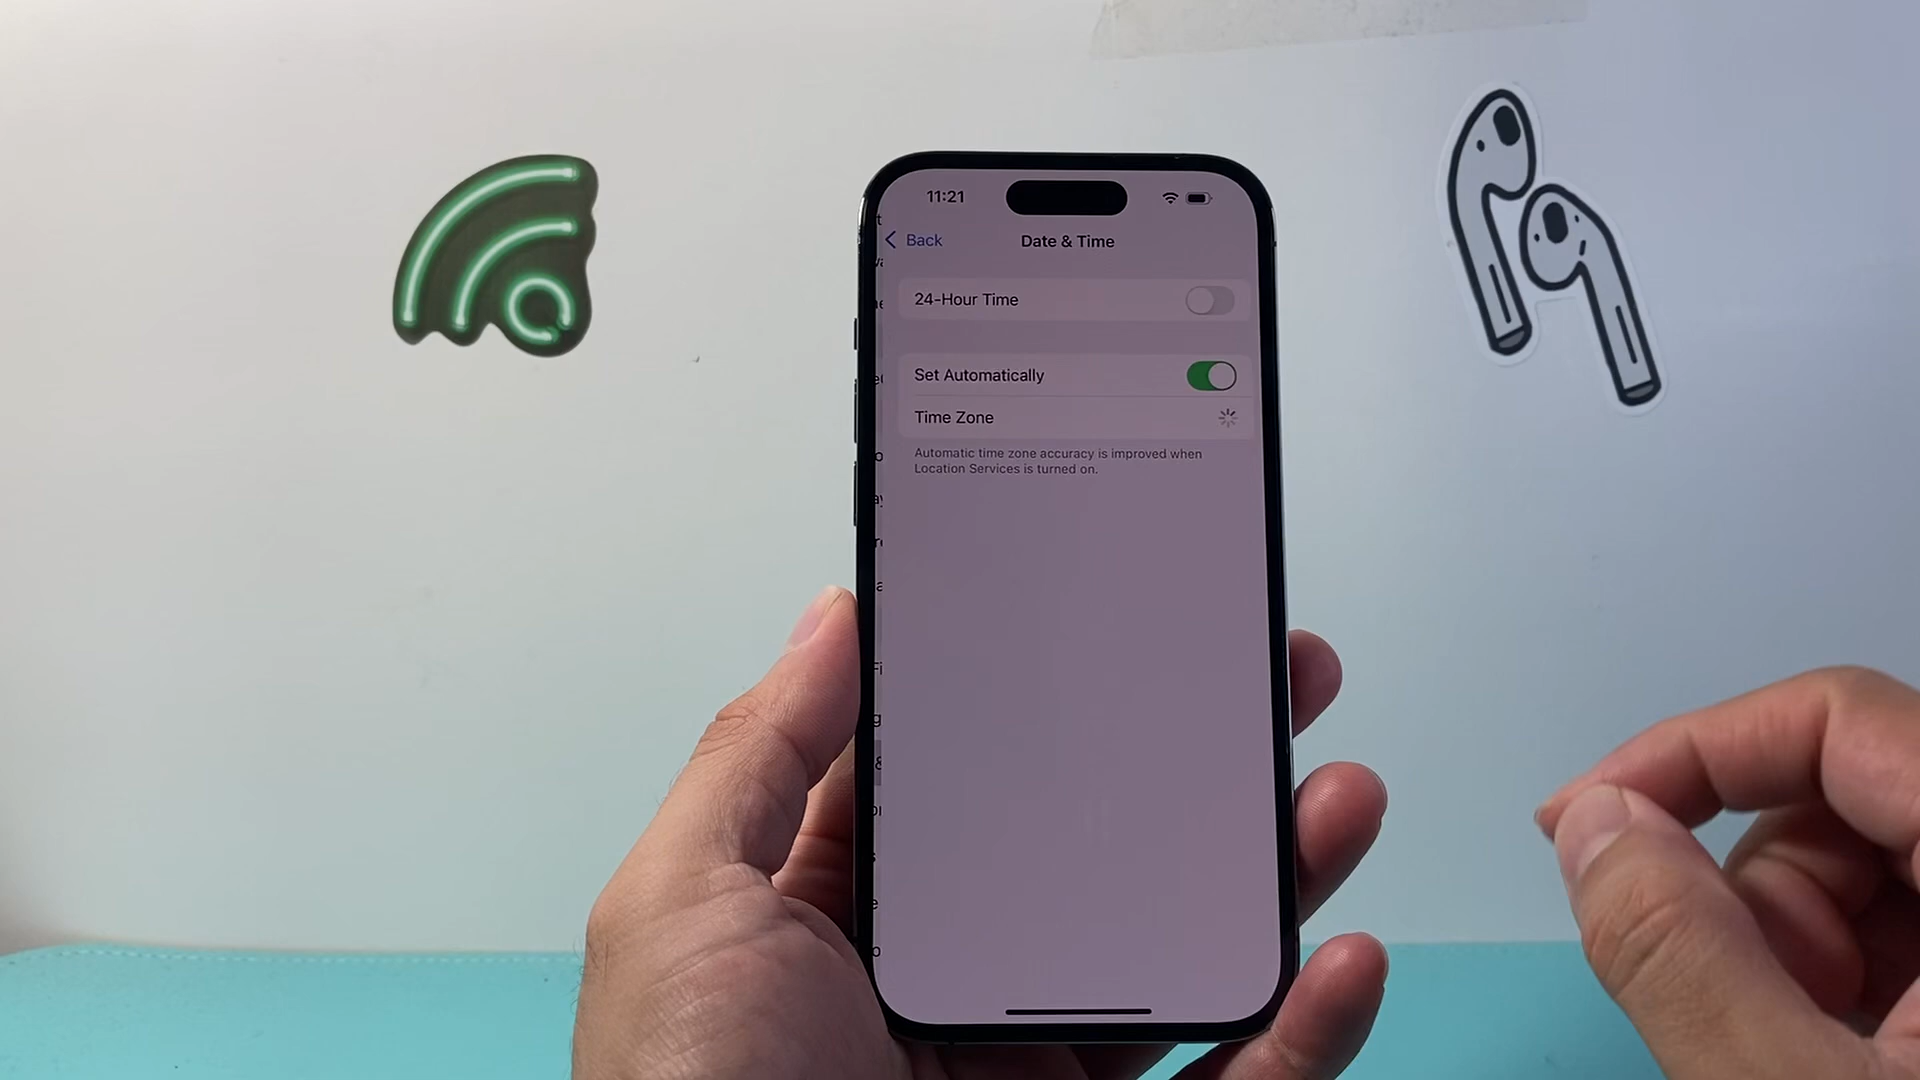 11:21
Back
Date & Time
24-Hour Time
Set Automatically
Time Zone
Automatic time zone accuracy is improved when
Location Services is turned on.